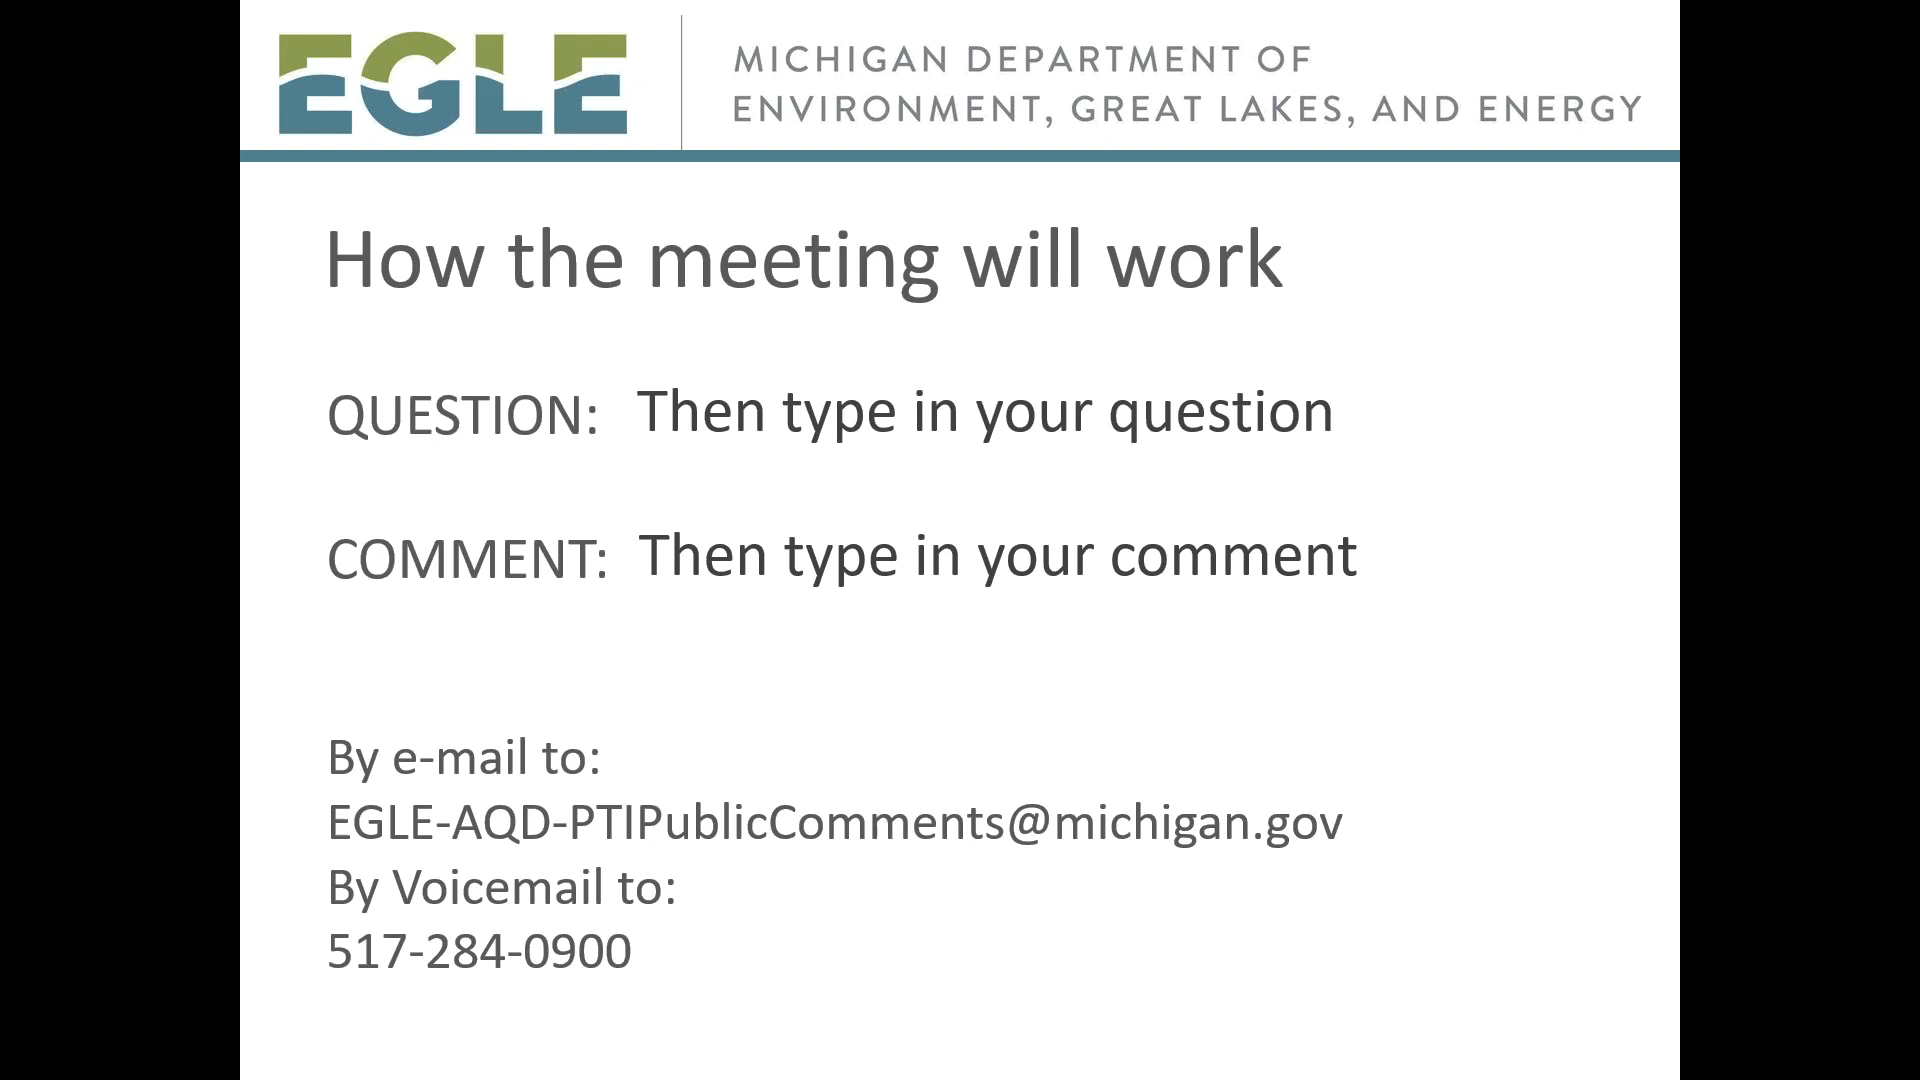 EGLE
MICHIGAN DEPARTMENT OF
ENVIRONMENT, GREAT LAKES, AND ENERGY
How the meeting will work
QUESTION: Then type in your question
COMMENT: Then type in your comment
By e-mail to:
EGLE-AQD-PTIPublicComments@michigan.gov
By Voicemail to:
517-284-0900